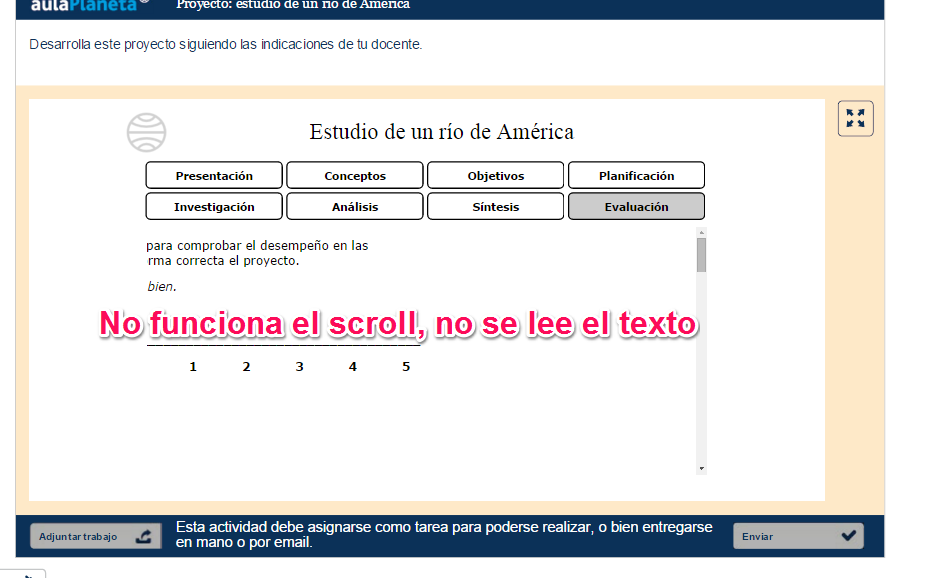 aulaPlaneta Proyecto: estudio de un río de América
Desarrolla este proyecto siguiendo las indicaciones de tu docente.
Estudio de un río de América
Presentación Conceptos Objetivos Planificación
Investigación Análisis Síntesis Evaluación
para comprobar el desempeño en las
rma correcta el proyecto.
bien.
No funciona el scroll, no se lee el texto
1 2 3 4 5
Adjuntar trabajo
Esta actividad debe asignarse como tarea para poderse realizar, o bien entregarse
en mano o por email.
Enviar